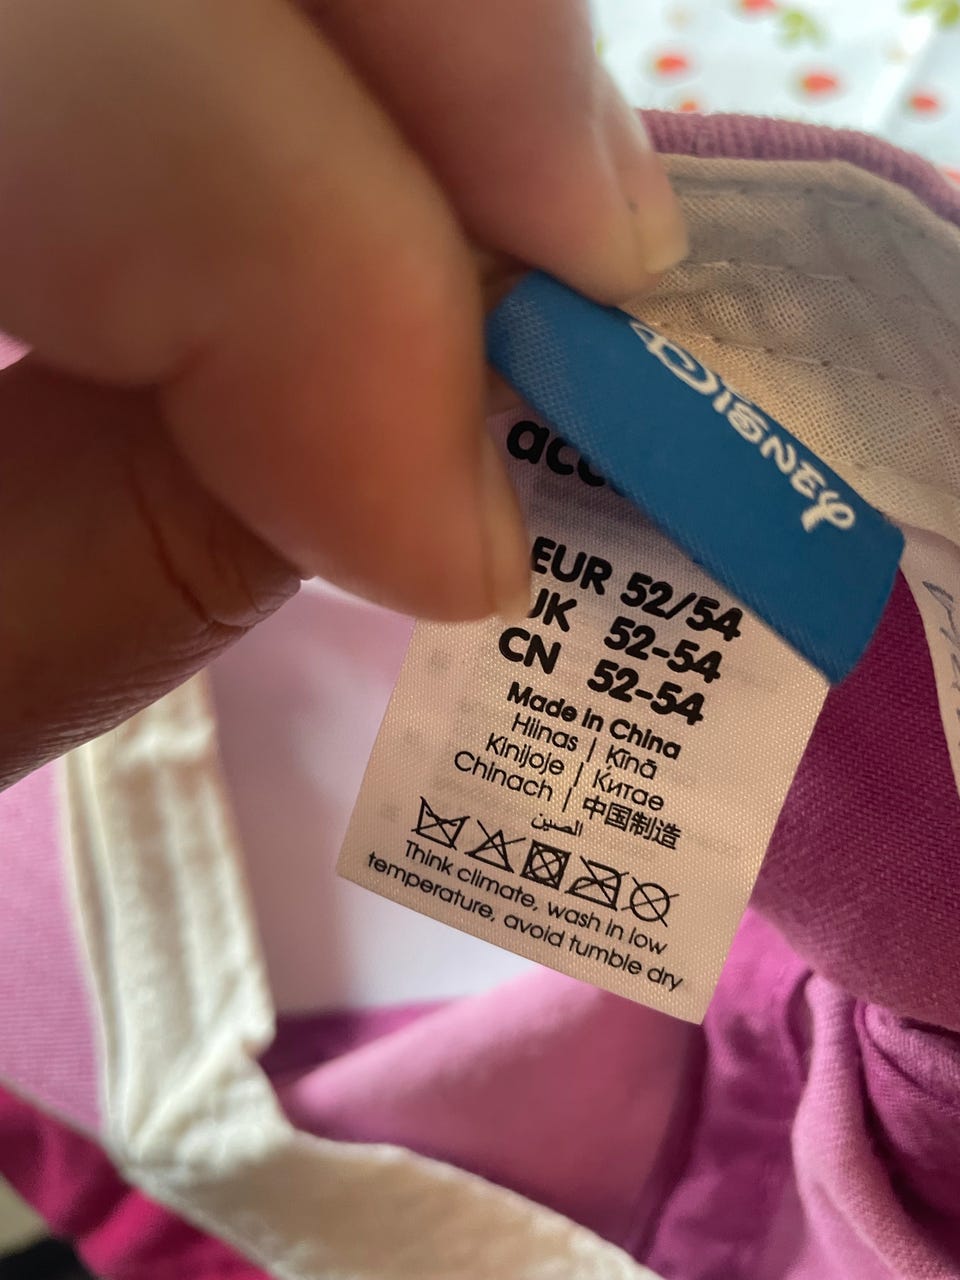 Disney
EUR 52/54
UK 52-54
CN 52-54
Made in China
Hiinas | Ķīnā
Kinijoje | Китае
Chinach | 中国制造
الصين
Think climate, wash in low
temperature, avoid tumble dry